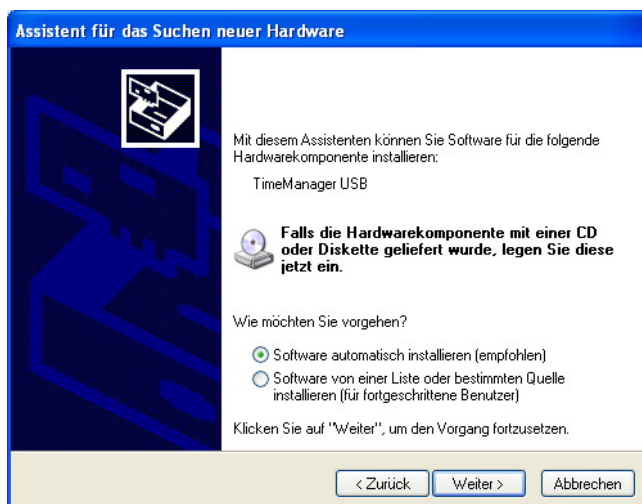 Assistent für das Suchen neuer Hardware
Mit diesem Assistenten können Sie Software für die folgende
Hardwarekomponente installieren:
TimeManager USB
Falls die Hardwarekomponente mit einer CD
oder Diskette geliefert wurde, legen Sie diese
jetzt ein.
Wie möchten Sie vorgehen?
Software automatisch installieren (empfohlen)
Software von einer Liste oder bestimmten Quelle
installieren (für fortgeschrittene Benutzer)
Klicken Sie auf "Weiter", um den Vorgang fortzusetzen.
< Zurück Weiter > Abbrechen